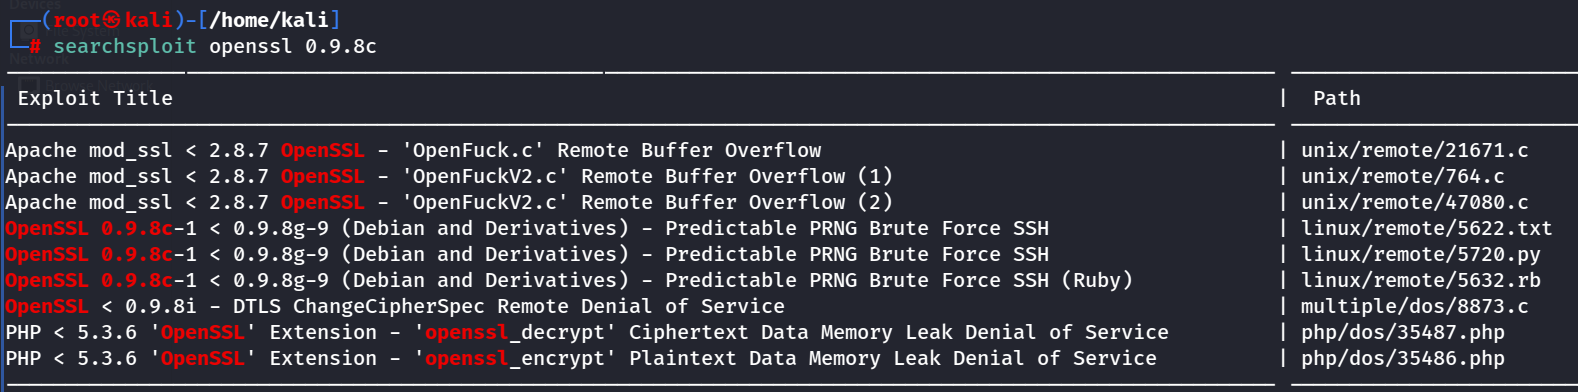 Devices
(root㉿kali)-[/home/kali]
File System
# searchsploit openssl 0.9.8c
Network
Exploit Title | Path
Apache mod_ssl < 2.8.7 OpenSSL - 'OpenFuck.c' Remote Buffer Overflow | unix/remote/21671.c
Apache mod_ssl < 2.8.7 OpenSSL - 'OpenFuckV2.c' Remote Buffer Overflow (1) | unix/remote/764.c
Apache mod_ssl < 2.8.7 OpenSSL - 'OpenFuckV2.c' Remote Buffer Overflow (2) | unix/remote/47080.c
OpenSSL 0.9.8c-1 < 0.9.8g-9 (Debian and Derivatives) - Predictable PRNG Brute Force SSH | linux/remote/5622.txt
OpenSSL 0.9.8c-1 < 0.9.8g-9 (Debian and Derivatives) - Predictable PRNG Brute Force SSH | linux/remote/5720.py
OpenSSL 0.9.8c-1 < 0.9.8g-9 (Debian and Derivatives) - Predictable PRNG Brute Force SSH (Ruby) | linux/remote/5632.rb
OpenSSL < 0.9.8i - DTLS ChangeCipherSpec Remote Denial of Service | multiple/dos/8873.c
PHP < 5.3.6 'OpenSSL' Extension - 'openssl_decrypt' Ciphertext Data Memory Leak Denial of Service | php/dos/35487.php
PHP < 5.3.6 'OpenSSL' Extension - 'openssl_encrypt' Plaintext Data Memory Leak Denial of Service | php/dos/35486.php